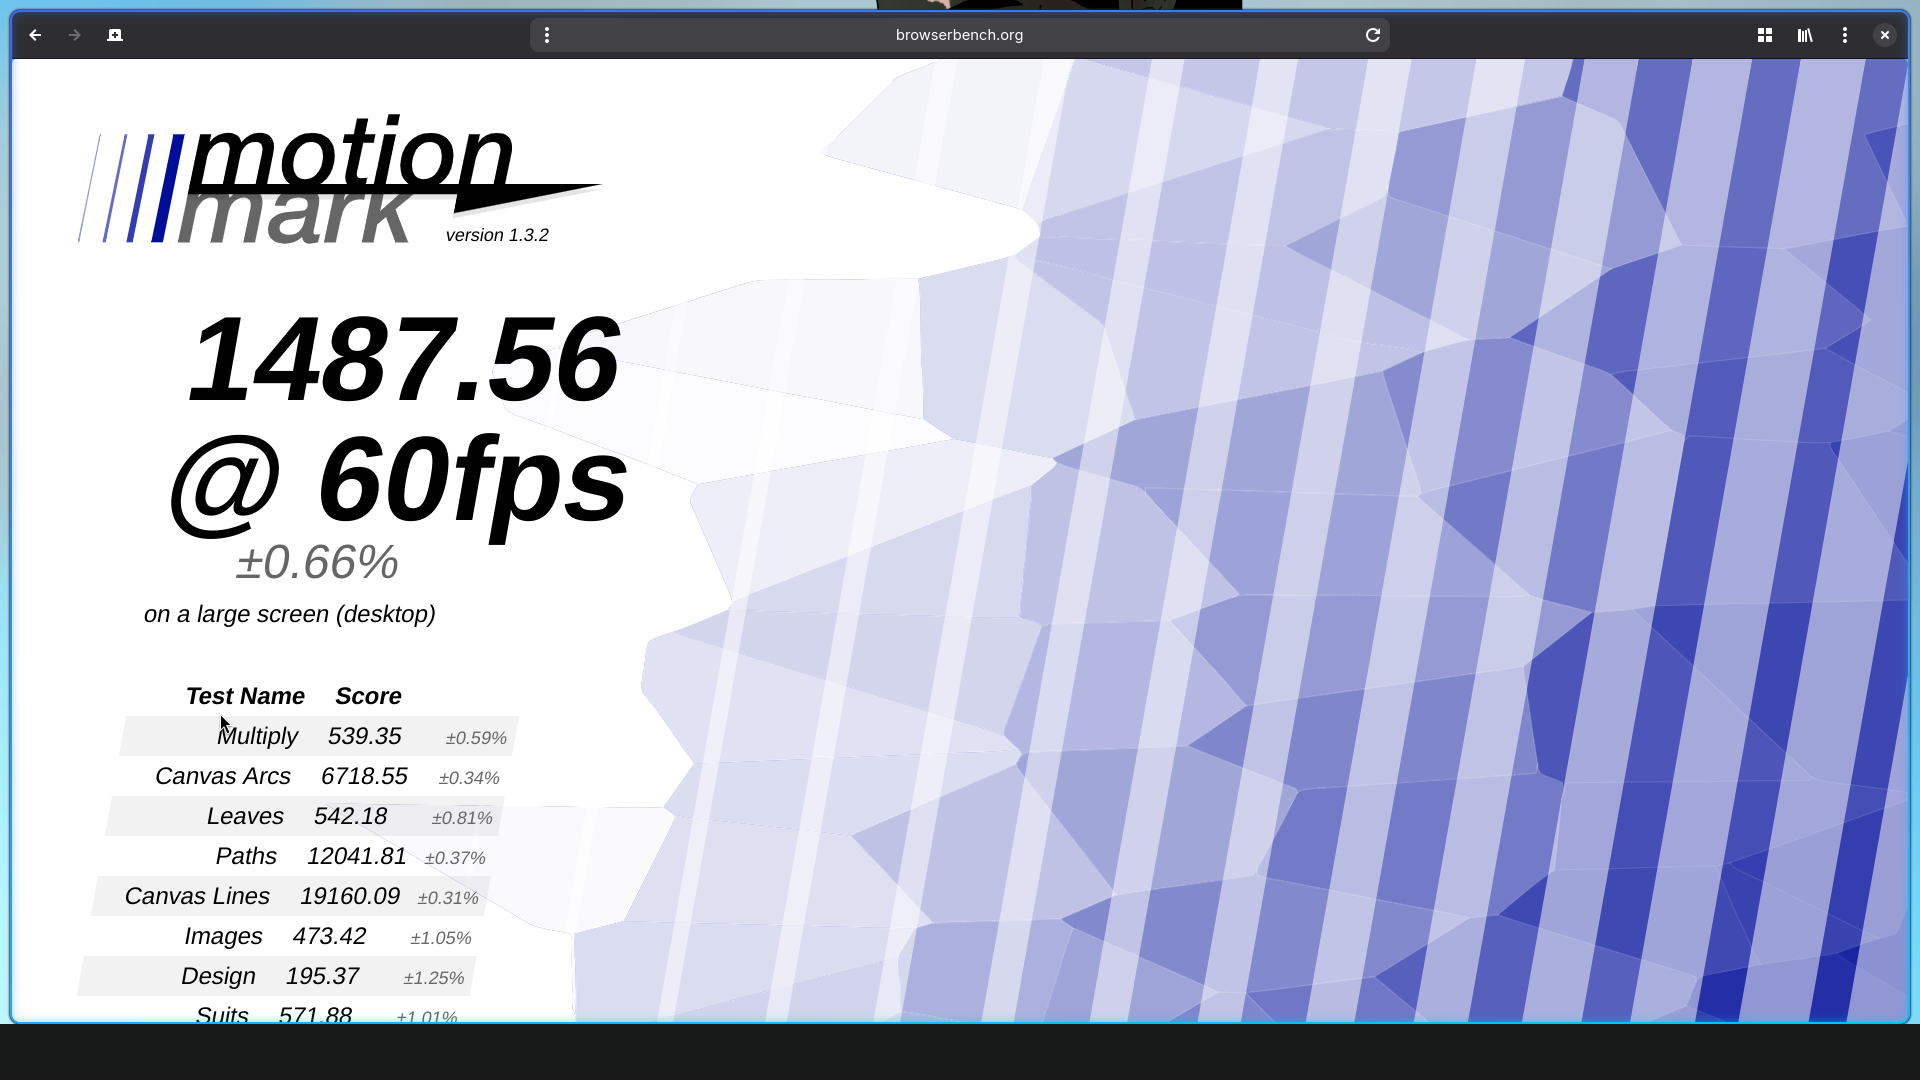 browserbench.org
motion
mark
version 1.3.2
1487.56
@ 60fps
±0.66%
on a large screen (desktop)
Test Name Score
Multiply 539.35 ±0.59%
Canvas Arcs 6718.55 ±0.34%
Leaves 542.18 ±0.81%
Paths 12041.81 ±0.37%
Canvas Lines 19160.09 ±0.31%
Images 473.42 ±1.05%
Design 195.37 ±1.25%
Suits 571.88 ±1.01%